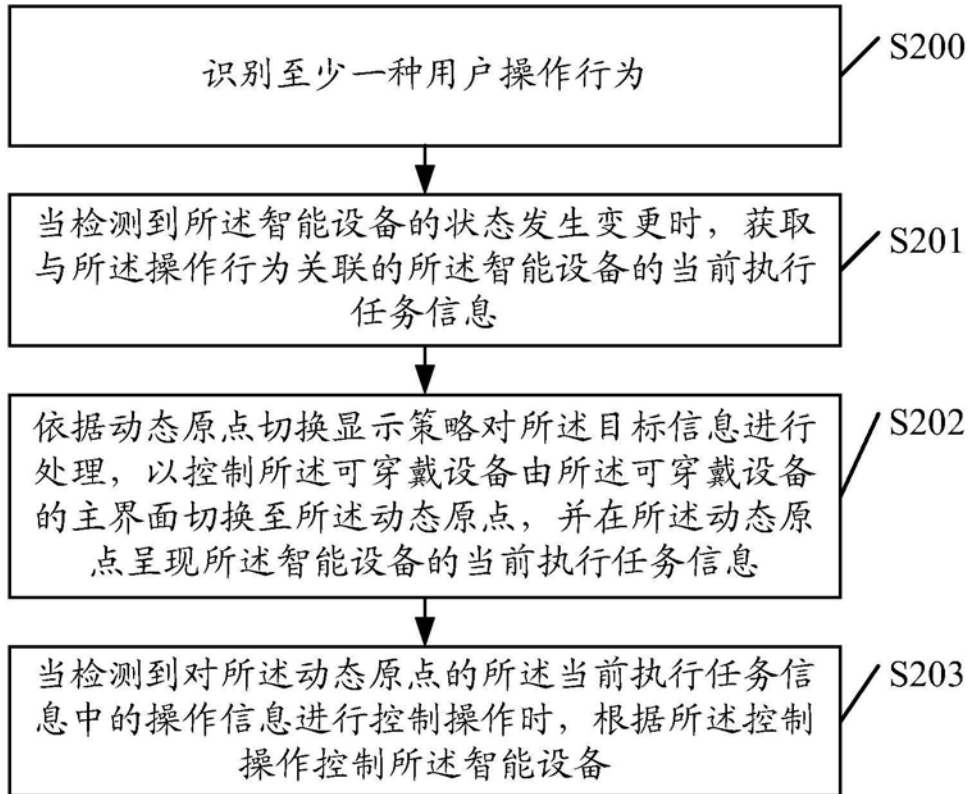 识别至少一种用户操作行为
S200
当检测到所述智能设备的状态发生变更时，获取
与所述操作行为关联的所述智能设备的当前执行
任务信息
S201
依据动态原点切换显示策略对所述目标信息进行
处理，以控制所述可穿戴设备由所述可穿戴设备
的主界面切换至所述动态原点，并在所述动态原
点呈现所述智能设备的当前执行任务信息
S202
当检测到对所述动态原点的所述当前执行任务信
息中的操作信息进行控制操作时，根据所述控制
操作控制所述智能设备
S203